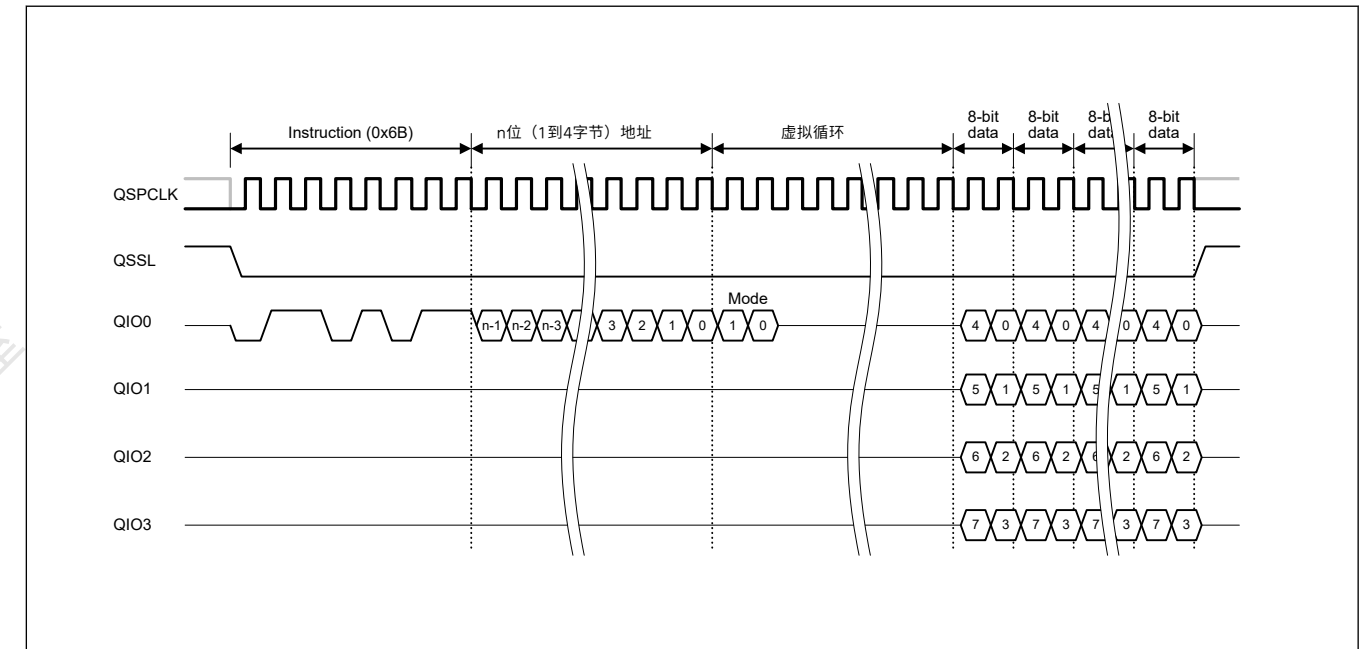 8-bit 8-bit 8-b 8-bit
Instruction (0x6B) n位（1到4字节）地址 虚拟循环 data data data data
QSPCLK
QSSL
Mode
QIO0 n-1 n-2 n-3 3 2 1 0 1 0 4 0 4 0 4 0 4 0
QIO1 5 1 5 1 5 1 5 1
QIO2 6 2 6 2 6 2 6 2
QIO3 7 3 7 3 7 3 7 3